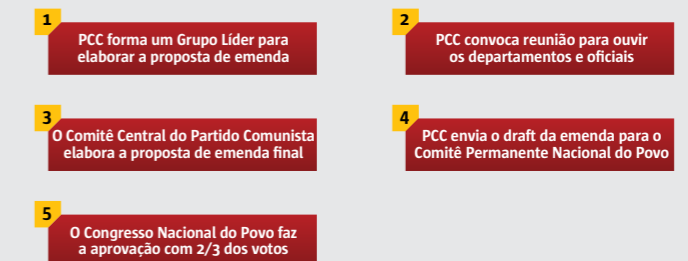 1
PCC forma um Grupo Líder para
elaborar a proposta de emenda
2
PCC convoca reunião para ouvir
os departamentos e oficiais
3
O Comitê Central do Partido Comunista
elabora a proposta de emenda final
4
PCC envia o draft da emenda para o
Comitê Permanente Nacional do Povo
5
O Congresso Nacional do Povo faz
a aprovação com 2/3 dos votos